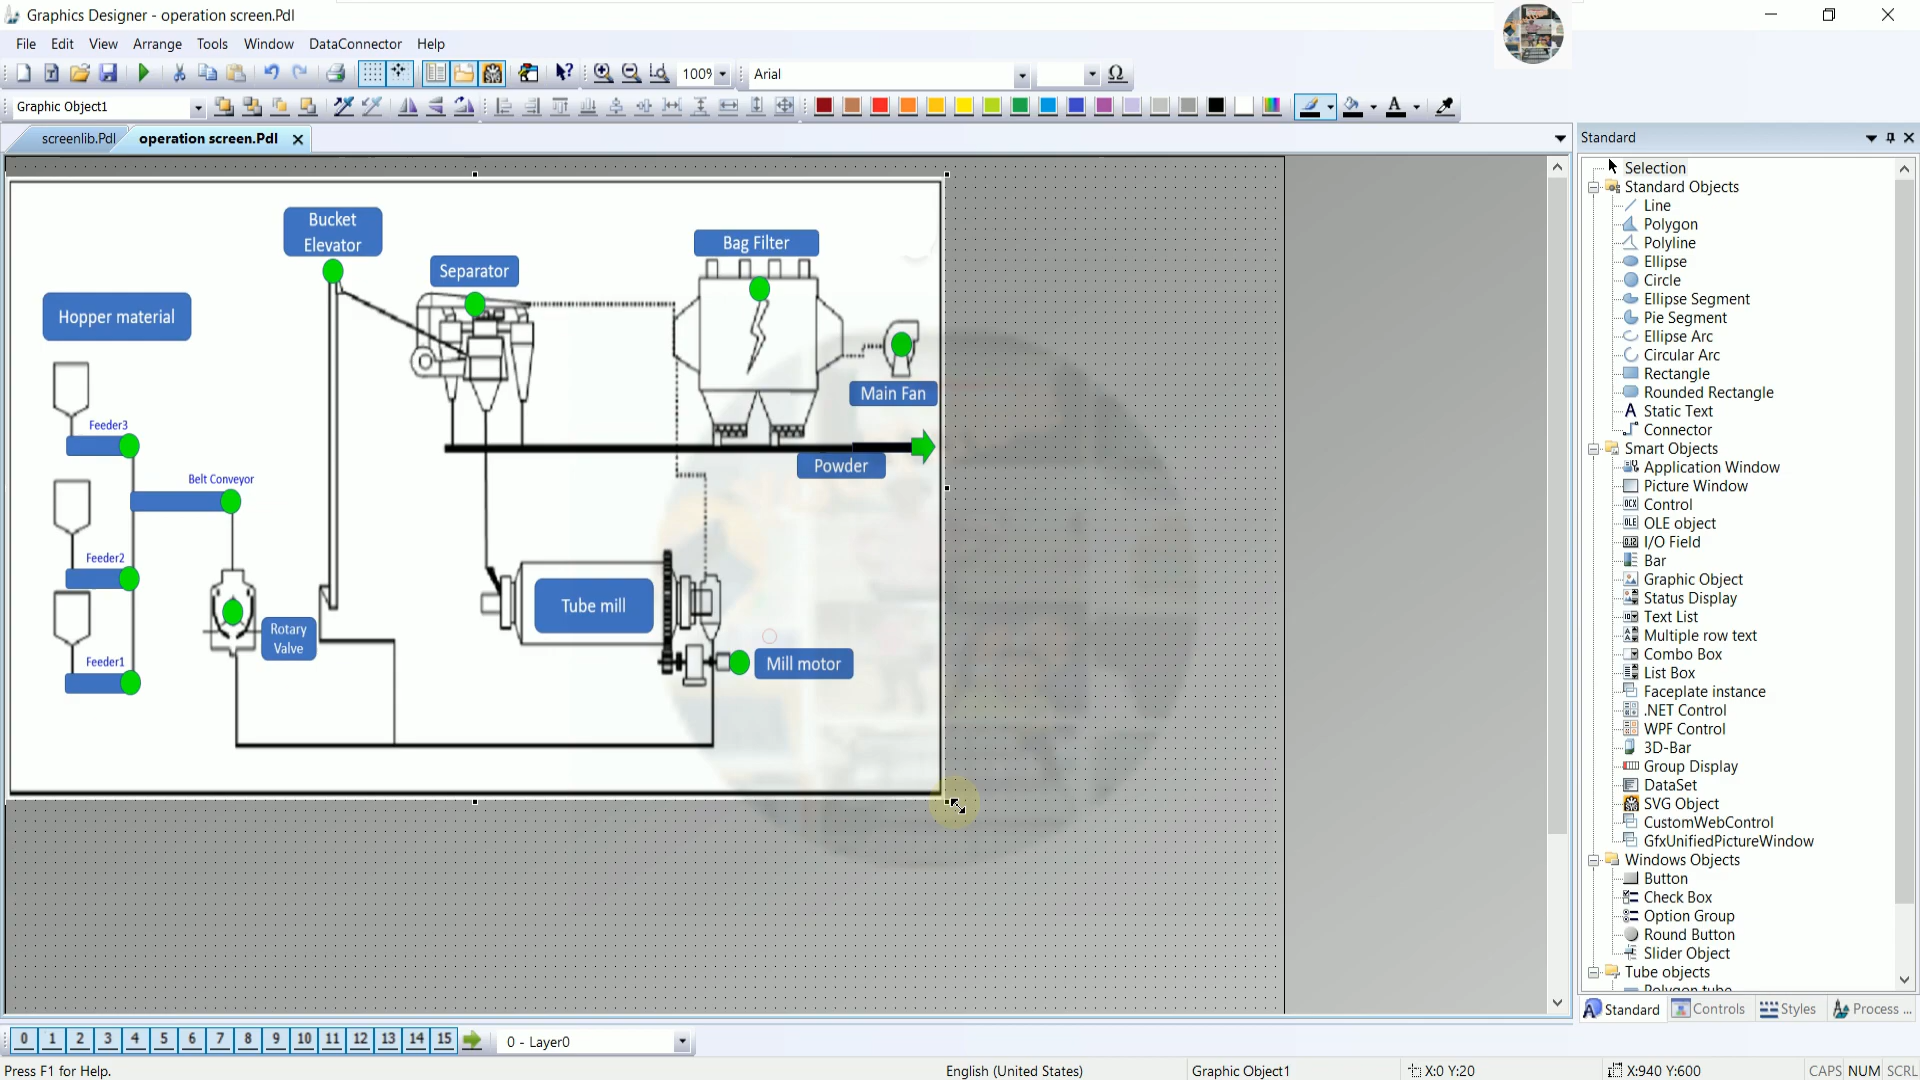 Graphics Designer - operation screen.Pdl
File Edit View Arrange Tools Window DataConnector Help
100% Arial Ω
Graphic Object1 A
screenlib.Pdl operation screen.Pdl
Standard
Bucket
Elevator
Separator
Bag Filter
Hopper material
Main Fan
Feeder3
Powder
Belt Conveyor
Feeder2
Tube mill
Rotary
Valve
Feeder1
Mill motor
Selection
Standard Objects
Line
Polygon
Polyline
Ellipse
Circle
Ellipse Segment
Pie Segment
Ellipse Arc
Circular Arc
Rectangle
Rounded Rectangle
A Static Text
Connector
Smart Objects
Application Window
Picture Window
OCX Control
OLE OLE object
0.12 I/O Field
Bar
Graphic Object
Status Display
Text List
Multiple row text
Combo Box
List Box
Faceplate instance
.NET Control
WPF Control
3D-Bar
Group Display
DataSet
SVG Object
CustomWebControl
GfxUnifiedPictureWindow
Windows Objects
Button
Check Box
Option Group
Round Button
Slider Object
Tube objects
Polygon tube
Standard Controls Styles Process ...
0 1 2 3 4 5 6 7 8 9 10 11 12 13 14 15 0 - Layer0
Press F1 for Help. English (United States) Graphic Object1 X:0 Y:20 X:940 Y:600 CAPS NUM SCRL